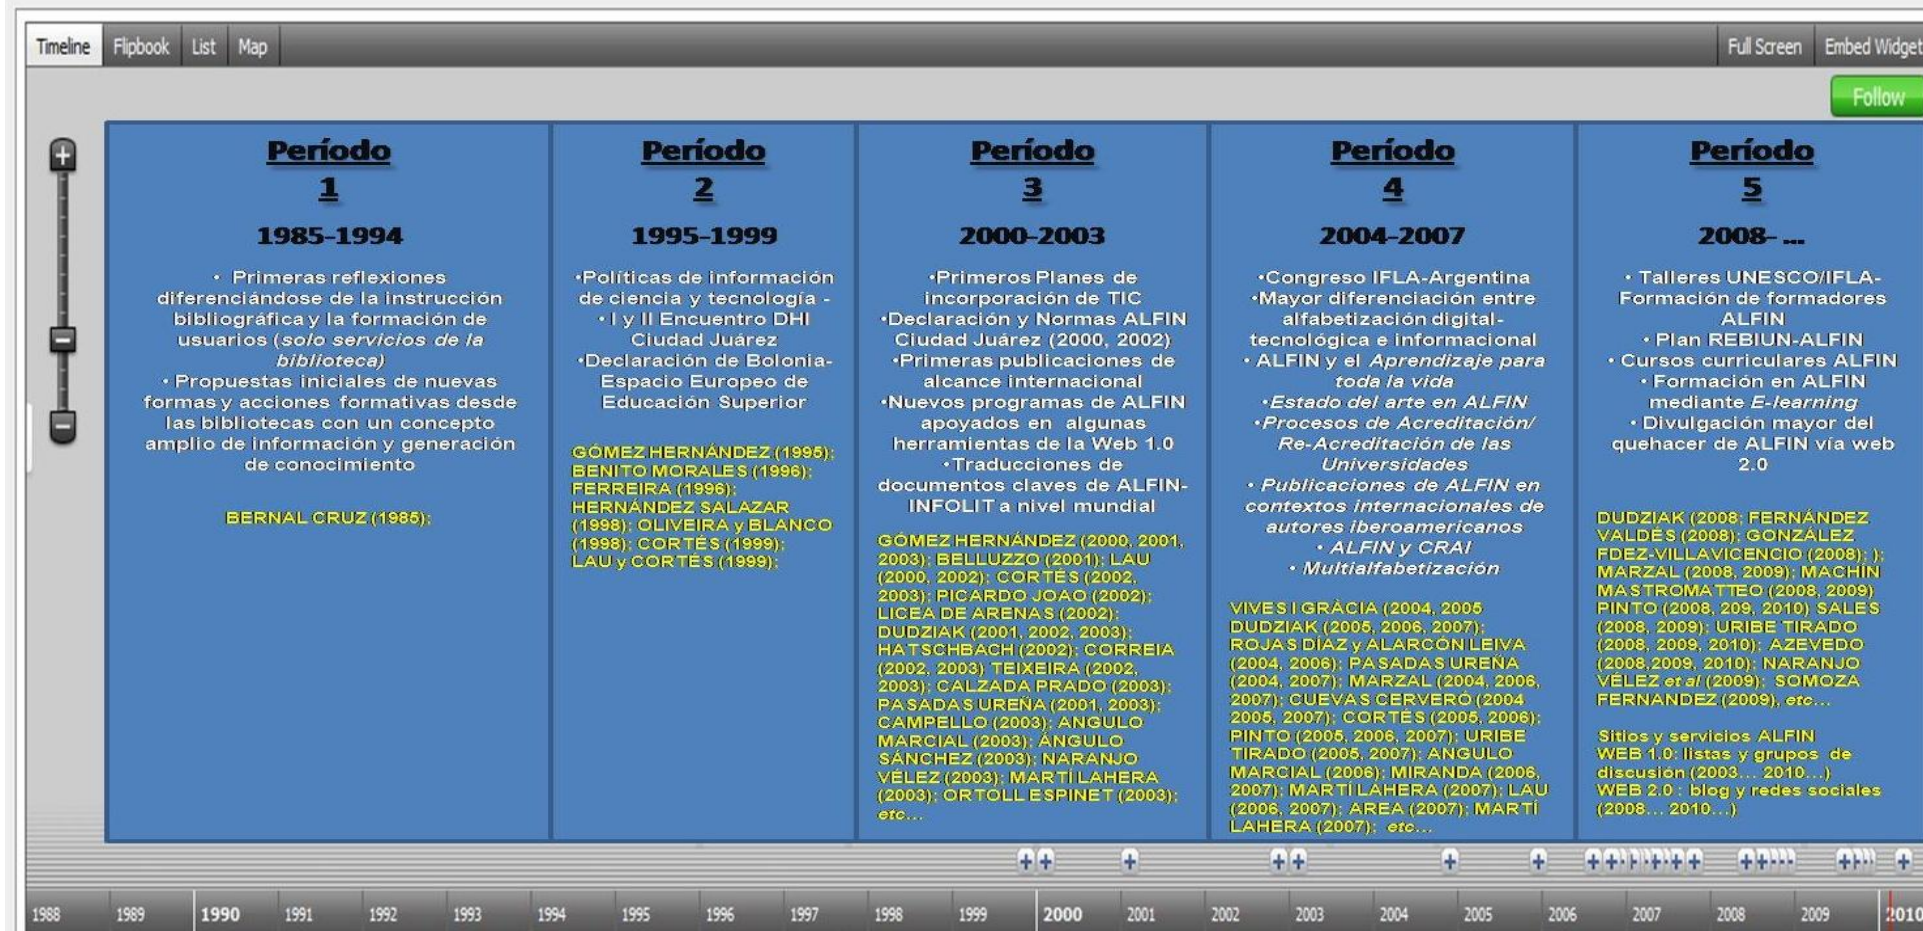 Timeline
Flipbook
List
Map
Full Screen
Embed Widget
Follow
Período
1
1985-1994
• Primeras reflexiones
diferenciándose de la instrucción
bibliográfica y la formación de
usuarios (solo servicios de la
biblioteca)
• Propuestas iniciales de nuevas
formas y acciones formativas desde
las bibliotecas con un concepto
amplio de información y generación
de conocimiento
BERNAL CRUZ (1985);
Período
2
1995-1999
•Políticas de información
de ciencia y tecnología -
• I y II Encuentro DHI
Ciudad Juárez
•Declaración de Bolonia-
Espacio Europeo de
Educación Superior
GÓMEZ HERNÁNDEZ (1995);
BENITO MORALES (1996);
FERREIRA (1996);
HERNÁNDEZ SALAZAR
(1998); OLIVEIRA y BLANCO
(1998); CORTÉS (1999);
LAU y CORTÉS (1999);
Período
3
2000-2003
•Primeros Planes de
incorporación de TIC
•Declaración y Normas ALFIN
Ciudad Juárez (2000, 2002)
•Primeras publicaciones de
alcance internacional
•Nuevos programas de ALFIN
apoyados en algunas
herramientas de la Web 1.0
•Traducciones de
documentos claves de ALFIN-
INFOLIT a nivel mundial
GÓMEZ HERNÁNDEZ (2000, 2001,
2003); BELLUZZO (2001); LAU
(2000, 2002); CORTÉS (2002,
2003); PICARDO JOAO (2002);
LICEA DE ARENAS (2002);
DUDZIAK (2001, 2002, 2003);
HATSCHBACH (2002); CORREIA
(2002, 2003) TEIXEIRA (2002,
2003); CALZADA PRADO (2003);
PASADAS UREÑA (2001, 2003);
CAMPELLO (2003); ANGULO
MARCIAL (2003); ÁNGULO
SÁNCHEZ (2003); NARANJO
VÉLEZ (2003); MARTÍ LAHERA
(2003); ORTOLL ESPINET (2003);
etc...
Período
4
2004-2007
•Congreso IFLA-Argentina
•Mayor diferenciación entre
alfabetización digital-
tecnológica e informacional
• ALFIN y el Aprendizaje para
toda la vida
•Estado del arte en ALFIN
•Procesos de Acreditación/
Re-Acreditación de las
Universidades
• Publicaciones de ALFIN en
contextos internacionales de
autores iberoamericanos
• ALFIN y CRAI
• Multialfabetización
VIVES I GRÀCIA (2004, 2005
DUDZIAK (2005, 2006, 2007);
ROJAS DÍAZ y ALARCÓN LEIVA
(2004, 2006); PASADAS UREÑA
(2004, 2007); MARZAL (2004, 2006,
2007); CUEVAS CERVERÓ (2004
2005, 2007); CORTÉS (2005, 2006);
PINTO (2005, 2006, 2007); URIBE
TIRADO (2005, 2007); ANGULO
MARCIAL (2006); MIRANDA (2006,
2007); MARTÍ LAHERA (2007); LAU
(2006, 2007); AREA (2007); MARTÍ
LAHERA (2007); etc...
Período
5
2008- ...
• Talleres UNESCO/IFLA-
Formación de formadores
ALFIN
• Plan REBIUN-ALFIN
• Cursos curriculares ALFIN
• Formación en ALFIN
mediante E-learning
• Divulgación mayor del
quehacer de ALFIN vía web
2.0
DUDZIAK (2008; FERNÁNDEZ
VALDÉS (2008); GONZÁLEZ
FDEZ-VILLAVICENCIO (2008); );
MARZAL (2008, 2009); MACHÍN
MASTROMATTEO (2008, 2009)
PINTO (2008, 209, 2010) SALES
(2008, 2009); URIBE TIRADO
(2008, 2009, 2010); AZEVEDO
(2008,2009, 2010); NARANJO
VÉLEZ et al (2009); SOMOZA
FERNANDEZ (2009), etc...
Sitios y servicios ALFIN
WEB 1.0: listas y grupos de
discusión (2003... 2010...)
WEB 2.0 : blog y redes sociales
(2008... 2010...)
1988 1989 1990 1991 1992 1993 1994 1995 1996 1997 1998 1999 2000 2001 2002 2003 2004 2005 2006 2007 2008 2009 2010